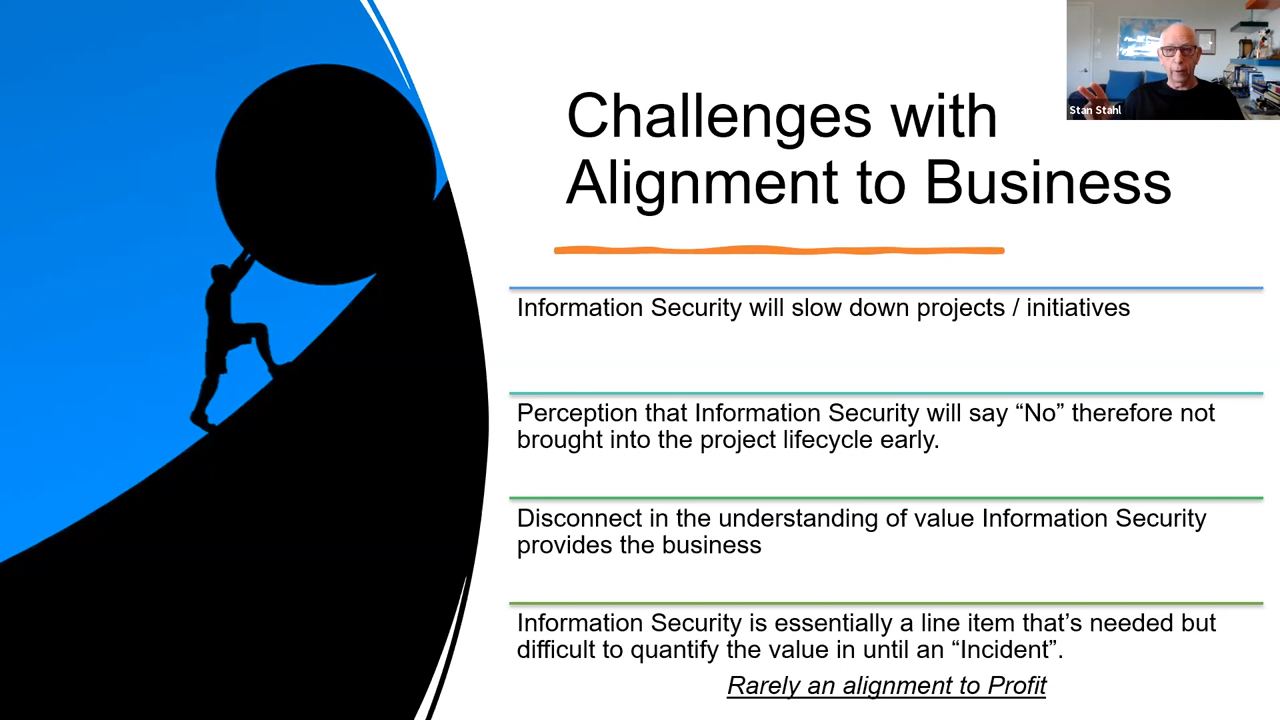 Stan Stahl
Challenges with
Alignment to Business
Information Security will slow down projects / initiatives
Perception that Information Security will say “No” therefore not
brought into the project lifecycle early.
Disconnect in the understanding of value Information Security
provides the business
Information Security is essentially a line item that’s needed but
difficult to quantify the value in until an “Incident”.
Rarely an alignment to Profit